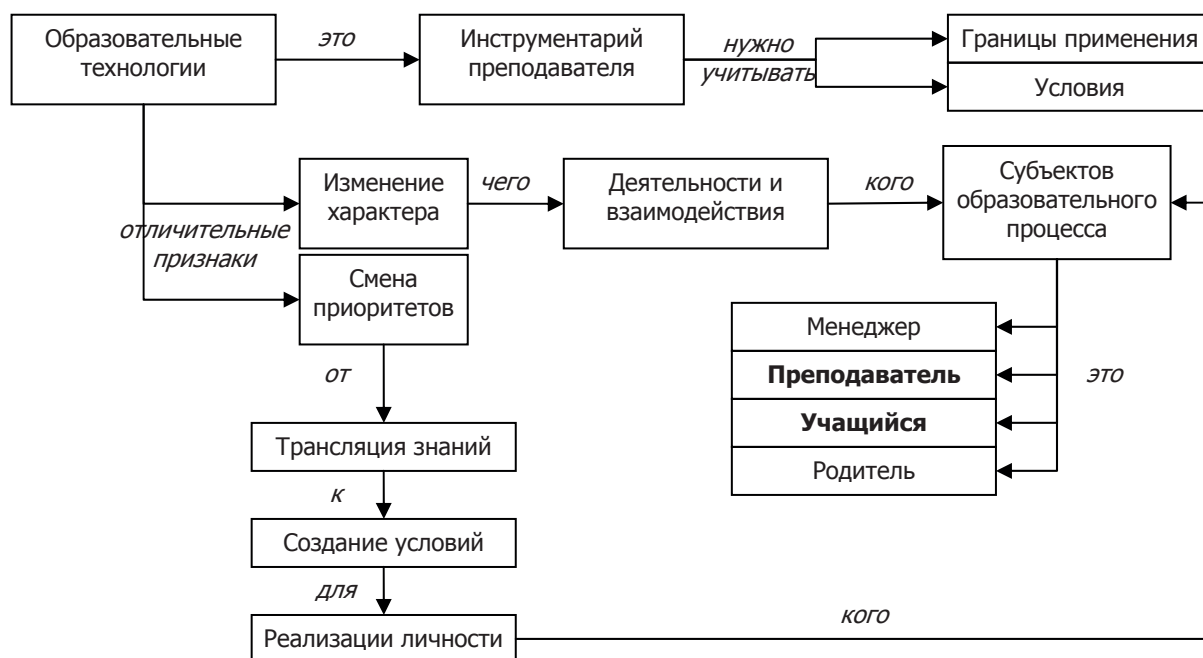 Образовательные
технологии
это
Инструментарий
преподавателя
нужно
учитывать
Границы применения
Условия
Изменение
характера
чего
Деятельности и
взаимодействия
кого
Субъектов
образовательного
процесса
отличительные
признаки
Смена
приоритетов
Менеджер
Преподаватель
Учащийся
Родитель
это
от
Трансляция знаний
к
Создание условий
для
Реализации личности
кого